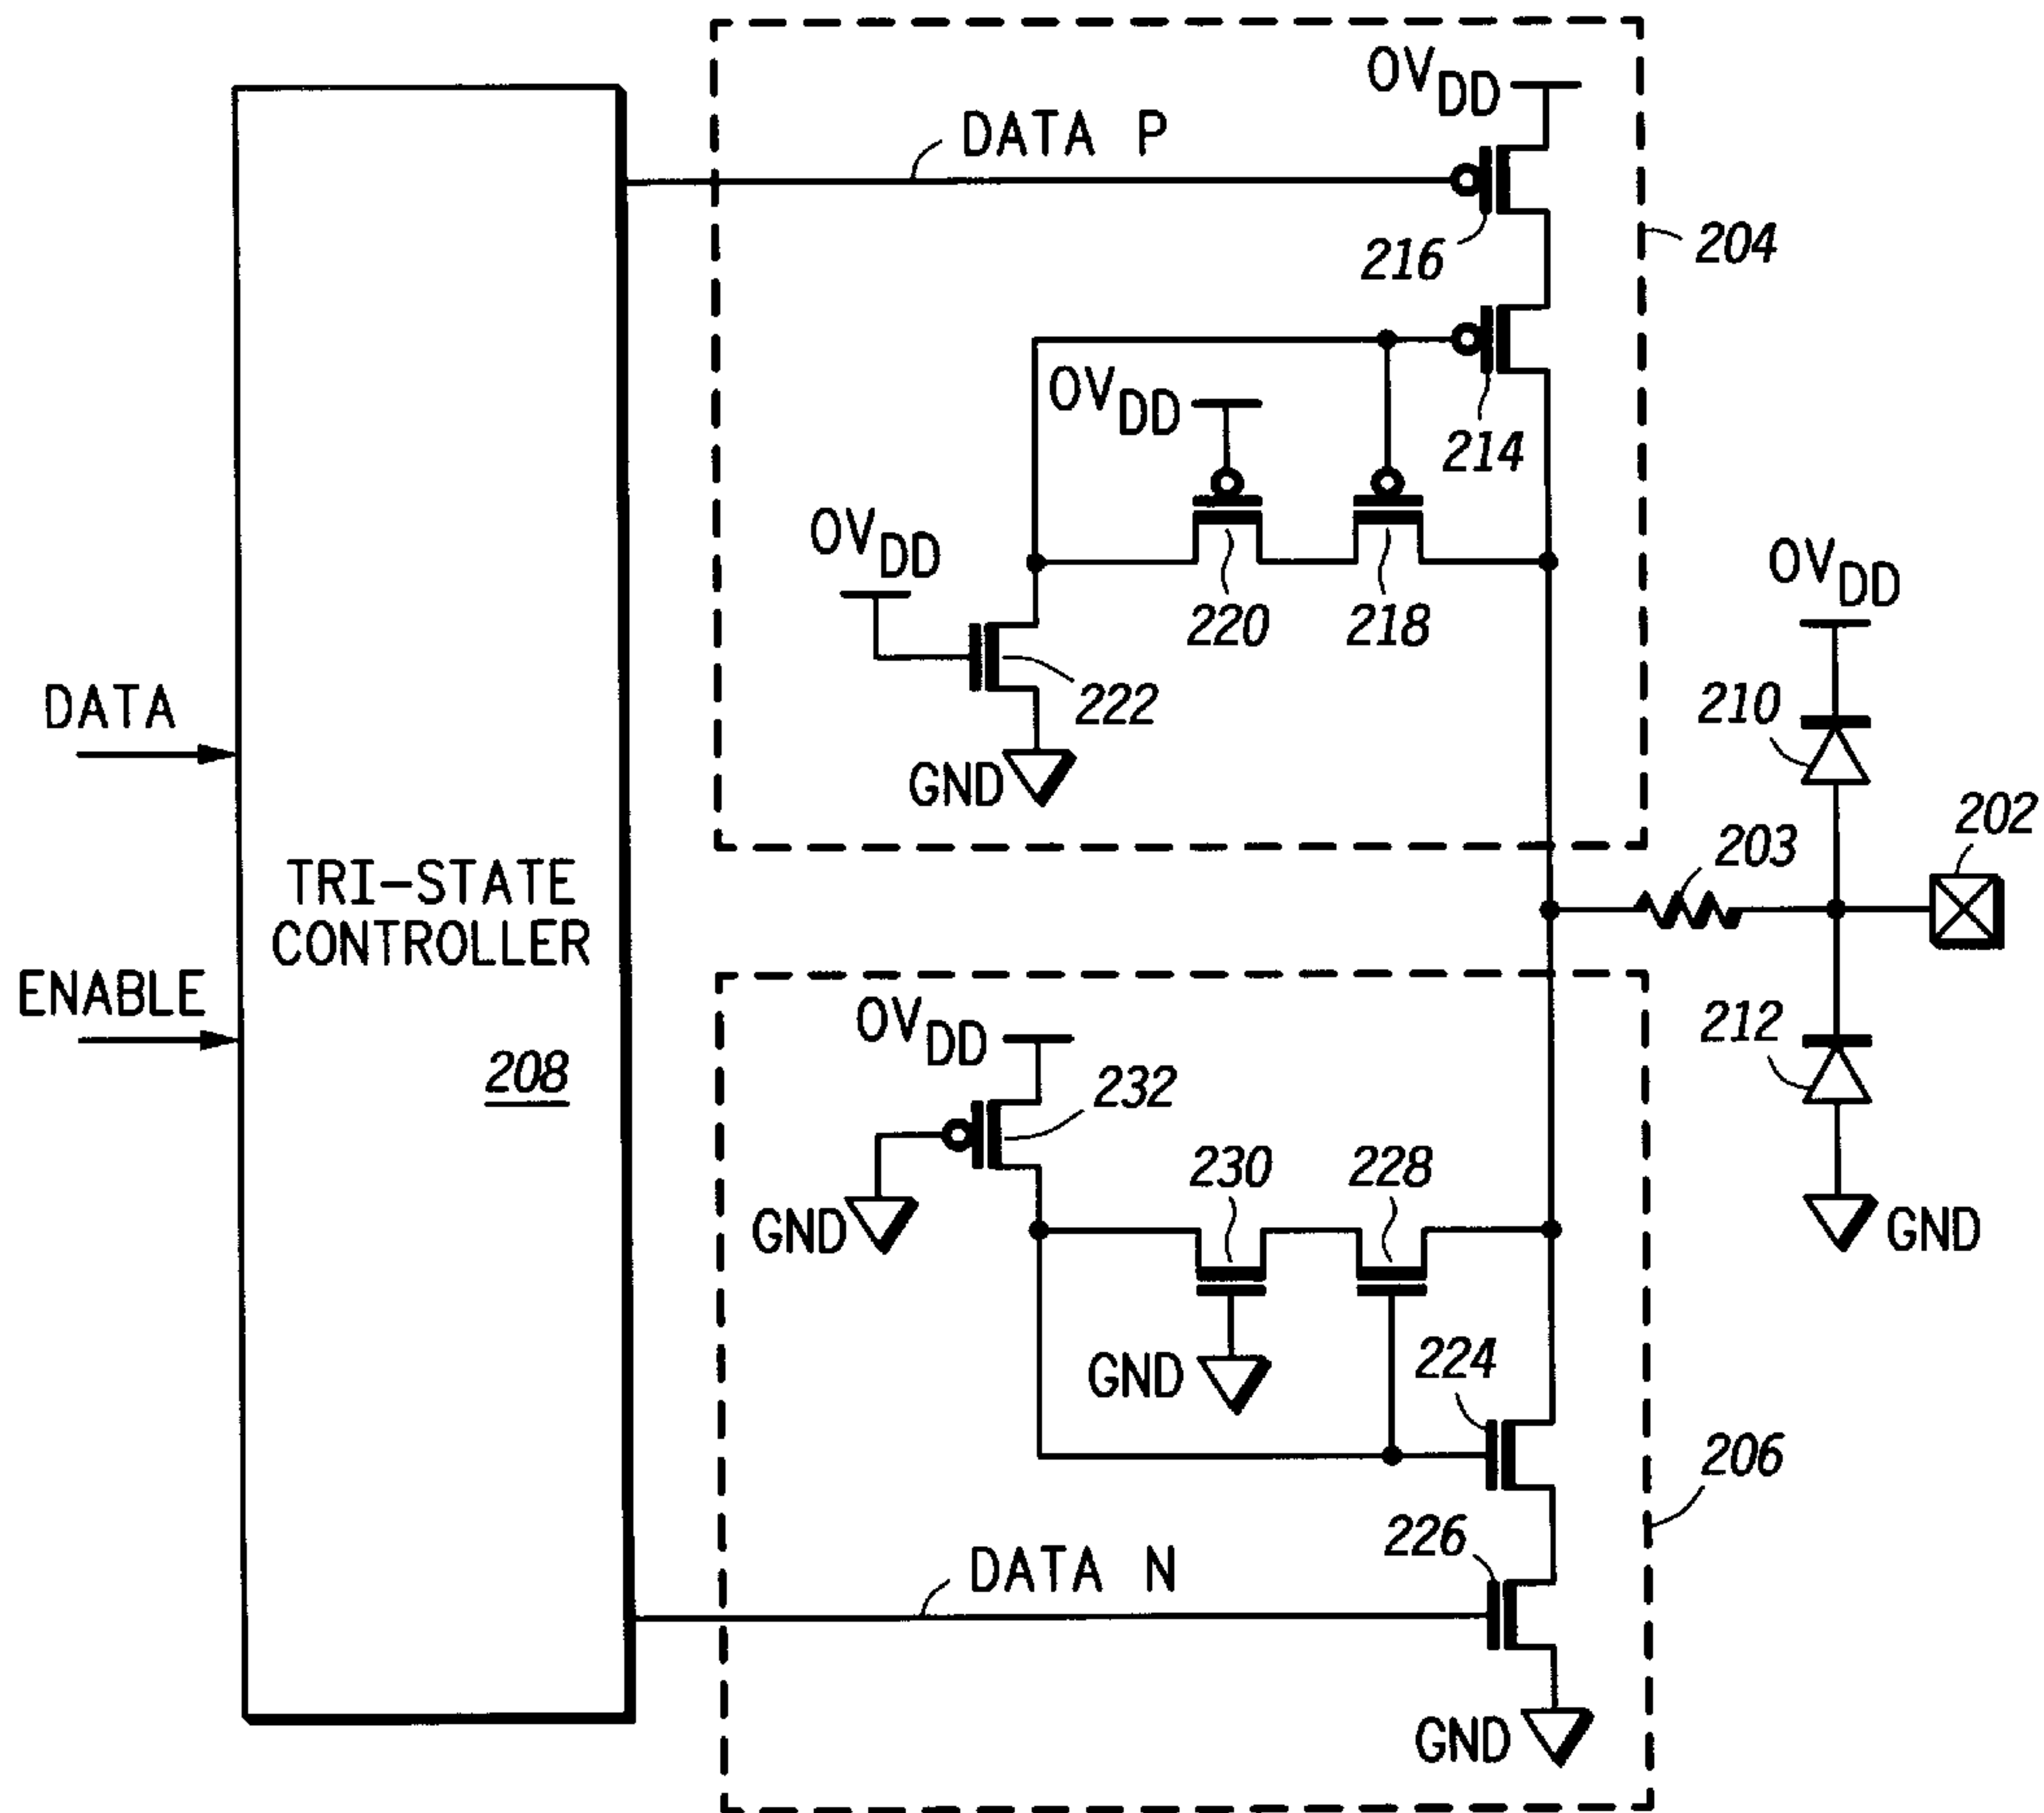 OVDD
DATA P
216
204
OVDD
214
OVDD
220
218
OVDD
222
210
DATA
GND
202
203
TRI-STATE
CONTROLLER
ENABLE
OVDD
212
208
232
230
228
GND
GND
GND
224
206
226
DATA N
GND